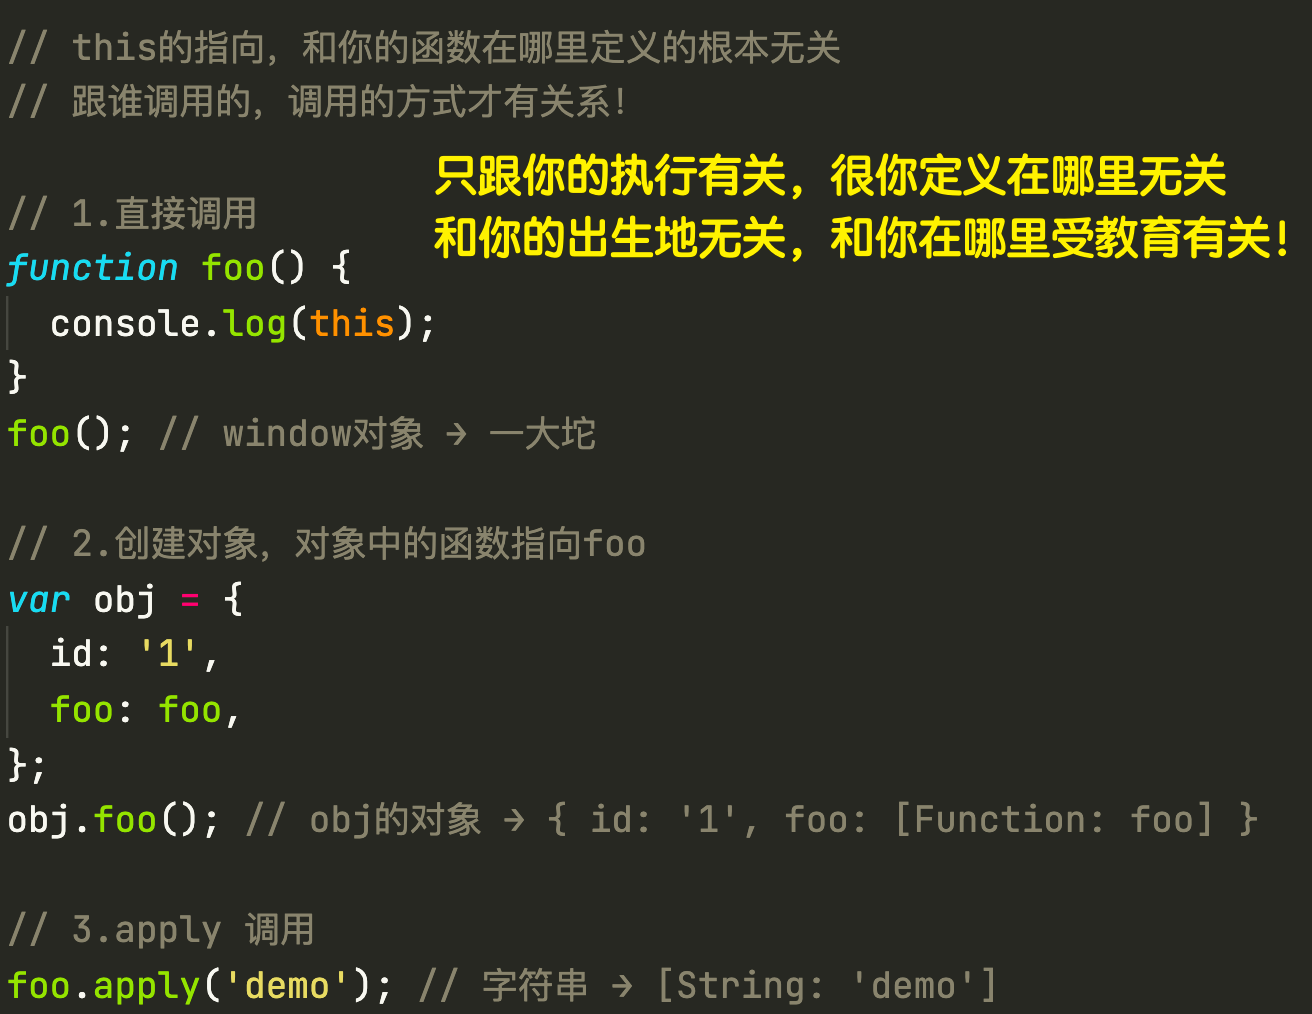 // this的指向，和你的函数在哪里定义的根本无关
// 跟谁调用的，调用的方式才有关系！
只跟你的执行有关，很你定义在哪里无关
和你的出生地无关，和你在哪里受教育有关！
// 1.直接调用
function foo() {
  console.log(this);
}
foo(); // window对象 → 一大坨
// 2.创建对象，对象中的函数指向foo
var obj = {
  id: '1',
  foo: foo,
};
obj.foo(); // obj的对象 → { id: '1', foo: [Function: foo] }
// 3.apply 调用
foo.apply('demo'); // 字符串 → [String: 'demo']